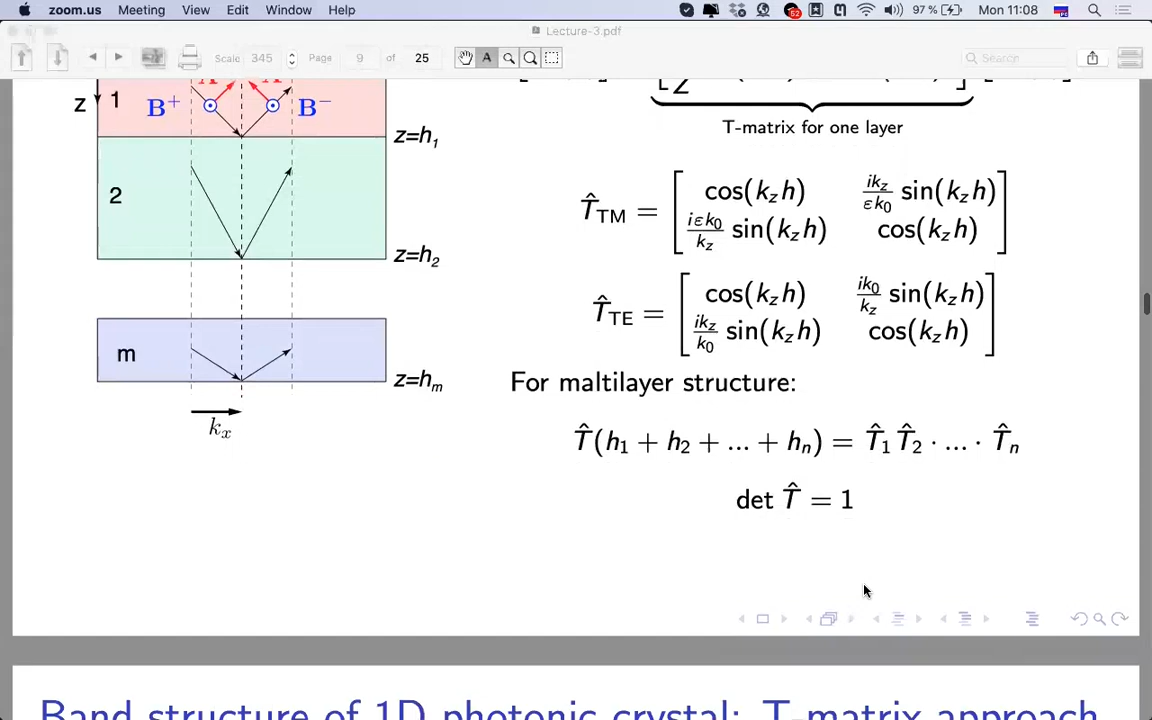 zoom.us Meeting View Edit Window Help 52 97 % Mon 11:08
Lecture-3.pdf
Scale 345 Page 9 of 25 A Search
z 1 B⁺ B⁻
z=h₁
T-matrix for one layer
2
z=h₂
T̂_TM = [ cos(k_z h) ik_z/εk₀ sin(k_z h)
iεk₀/k_z sin(k_z h) cos(k_z h) ]
T̂_TE = [ cos(k_z h) ik₀/k_z sin(k_z h)
ik_z/k₀ sin(k_z h) cos(k_z h) ]
m
z=hₘ
kₓ
For maltilayer structure:
T̂(h₁ + h₂ + ... + hₙ) = T̂₁T̂₂ · ... · T̂ₙ
det T̂ = 1
Band structure of 1D photonic crystal: T-matrix approach